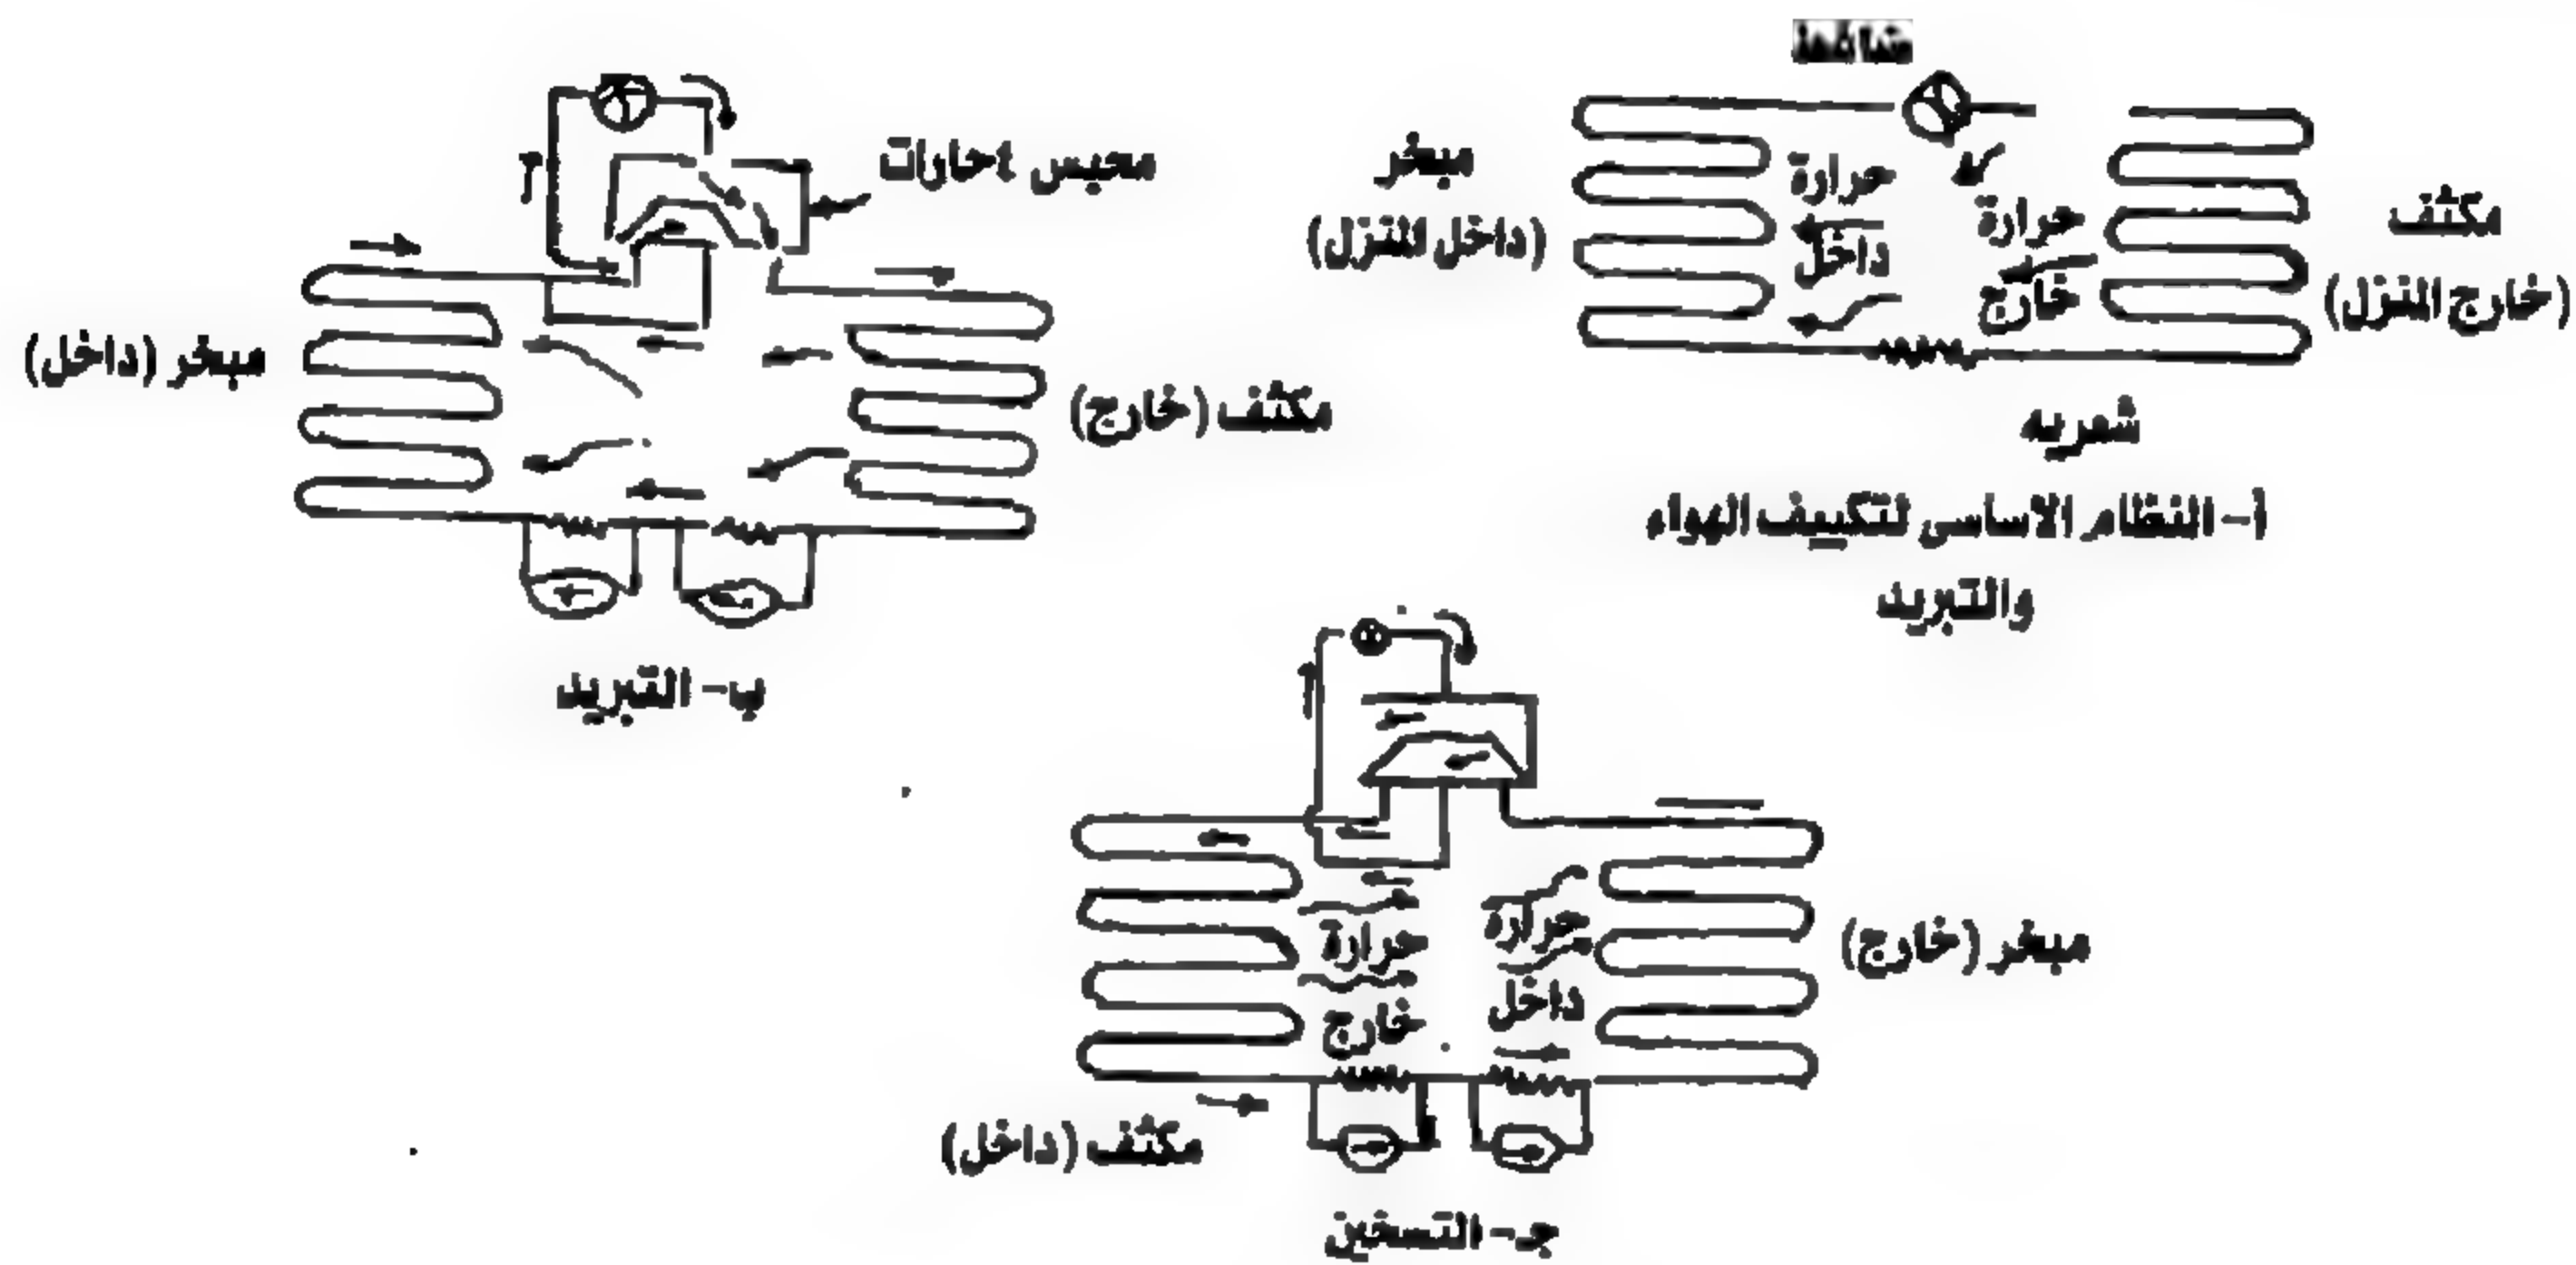 ضاغط
مبخر
(داخل المنزل)
حرارة
داخل
حرارة
خارج
مكثف
(خارج المنزل)
شعريه
أ- النظام الاساسى لتكييف الهواء
والتبريد
محبس ٤حارات
مبخر (داخل)
مكثف (خارج)
ب- التبريد
حرارة
خارج
حرارة
داخل
مبخر (خارج)
مكثف (داخل)
جـ- التسخين